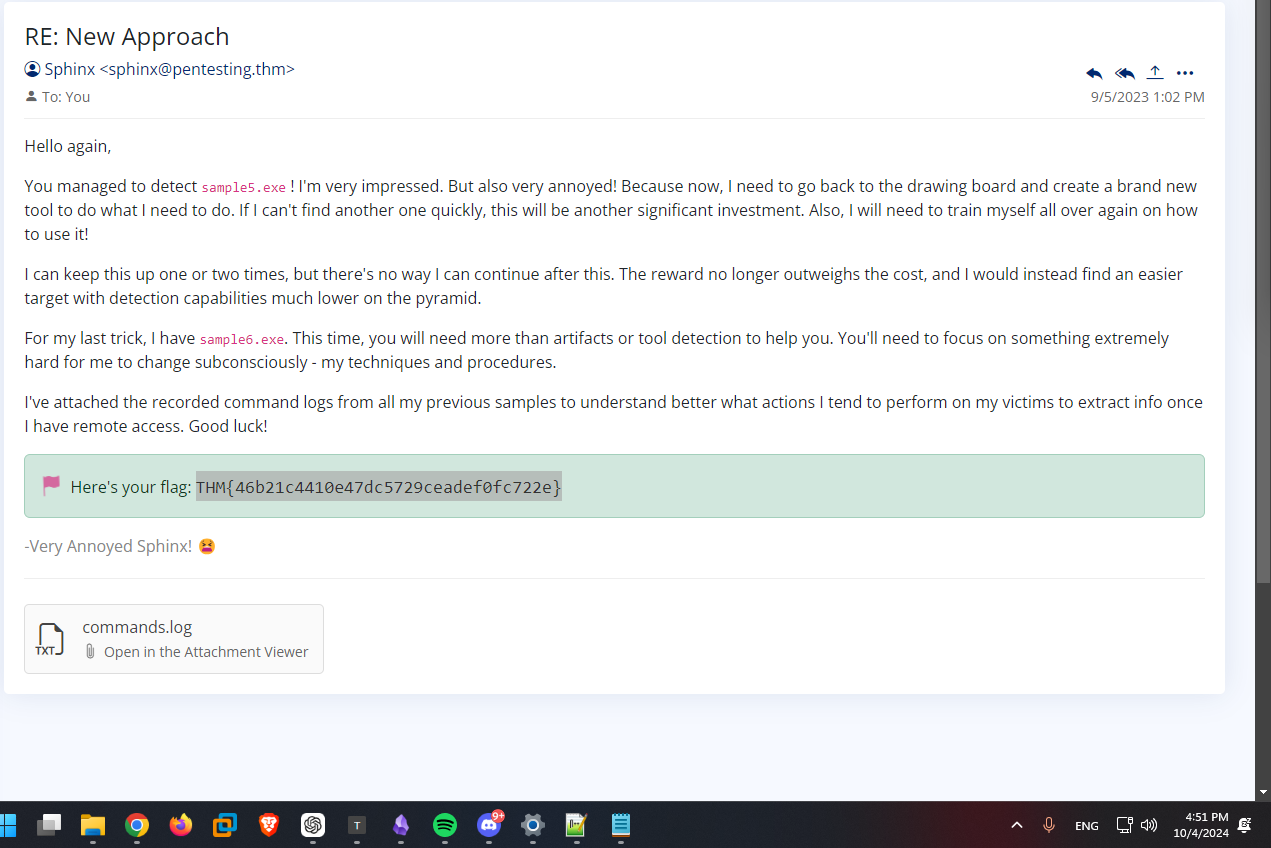 RE: New Approach
Sphinx <sphinx@pentesting.thm>
To: You
9/5/2023 1:02 PM
Hello again,
You managed to detect sample5.exe ! I'm very impressed. But also very annoyed! Because now, I need to go back to the drawing board and create a brand new
tool to do what I need to do. If I can't find another one quickly, this will be another significant investment. Also, I will need to train myself all over again on how
to use it!
I can keep this up one or two times, but there's no way I can continue after this. The reward no longer outweighs the cost, and I would instead find an easier
target with detection capabilities much lower on the pyramid.
For my last trick, I have sample6.exe. This time, you will need more than artifacts or tool detection to help you. You'll need to focus on something extremely
hard for me to change subconsciously - my techniques and procedures.
I've attached the recorded command logs from all my previous samples to understand better what actions I tend to perform on my victims to extract info once
I have remote access. Good luck!
Here's your flag: THM{46b21c4410e47dc5729ceadef0fc722e}
-Very Annoyed Sphinx! 😫
TXT
commands.log
Open in the Attachment Viewer
T
9+
ENG
4:51 PM
10/4/2024